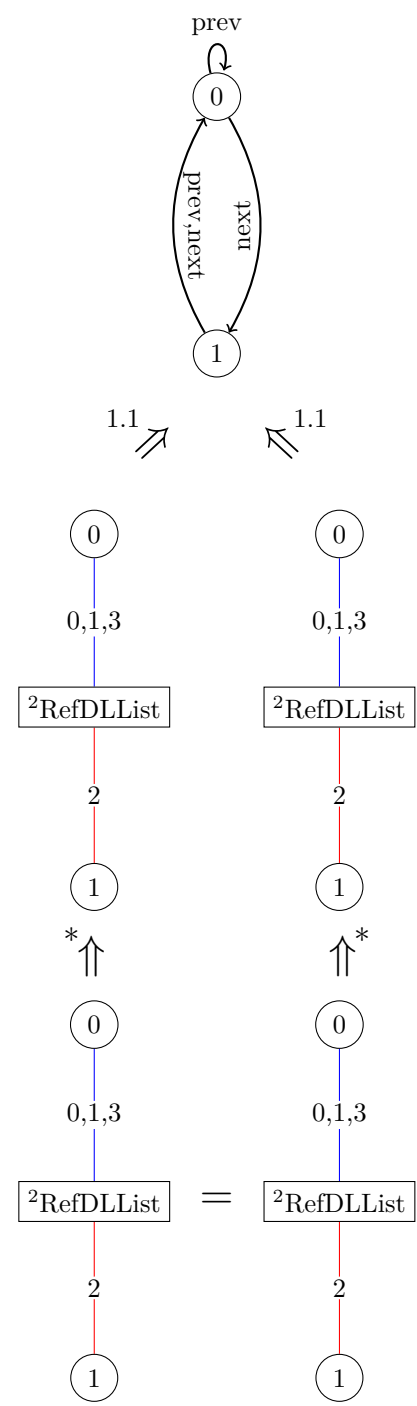 prev
0
prev,next
next
1
1.1 1.1
0 0
0,1,3 0,1,3
²RefDLList ²RefDLList
2 2
1 1
* *
0 0
0,1,3 0,1,3
²RefDLList = ²RefDLList
2 2
1 1